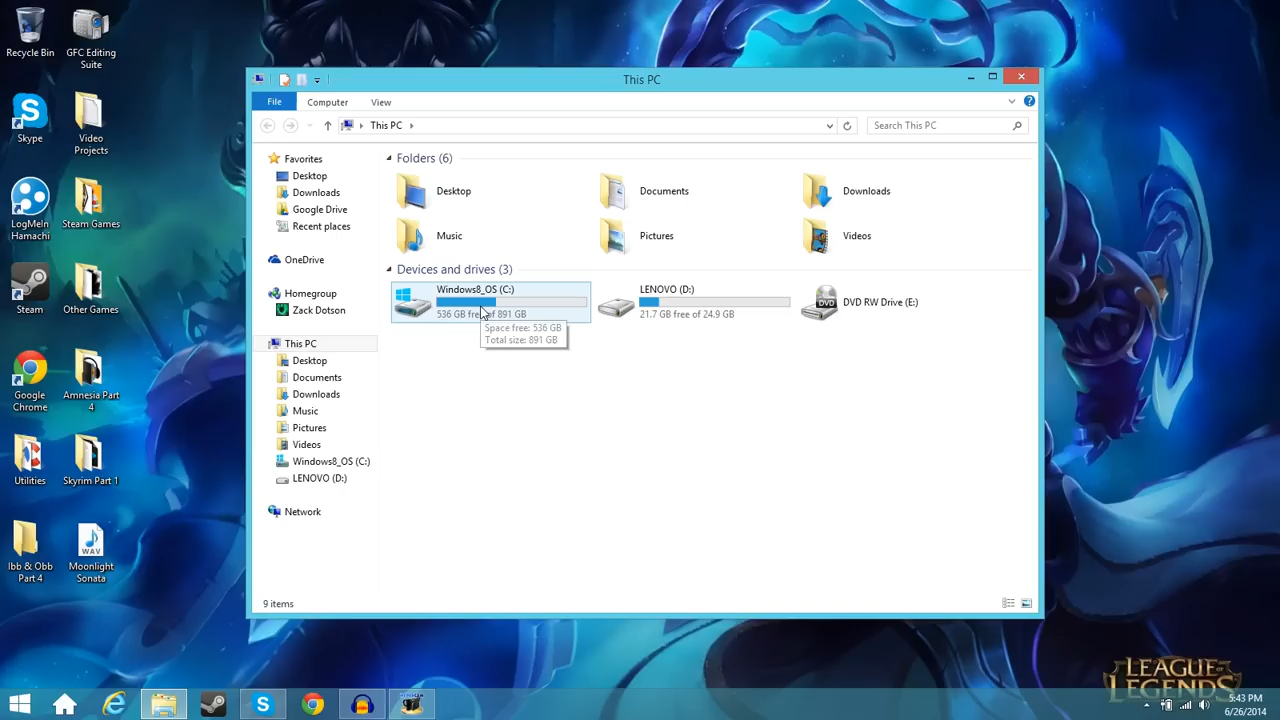 Recycle Bin
GFC Editing
Suite
Skype
Video
Projects
LogMeIn
Hamachi
Steam Games
Steam
Other Games
Google
Chrome
Amnesia Part
4
Utilities
Skyrim Part 1
Ibb & Obb
Part 4
WAV
Moonlight
Sonata
This PC
File
Computer
View
This PC
Search This PC
Favorites
Desktop
Downloads
Google Drive
Recent places
OneDrive
Homegroup
Zack Dotson
This PC
Desktop
Documents
Downloads
Music
Pictures
Videos
Windows8_OS (C:)
LENOVO (D:)
Network
Folders (6)
Desktop
Documents
Downloads
Music
Pictures
Videos
Devices and drives (3)
Windows8_OS (C:)
536 GB free of 891 GB
Space free: 536 GB
Total size: 891 GB
LENOVO (D:)
21.7 GB free of 24.9 GB
DVD
DVD RW Drive (E:)
9 items
LEAGUE OF
LEGENDS
5:43 PM
6/26/2014